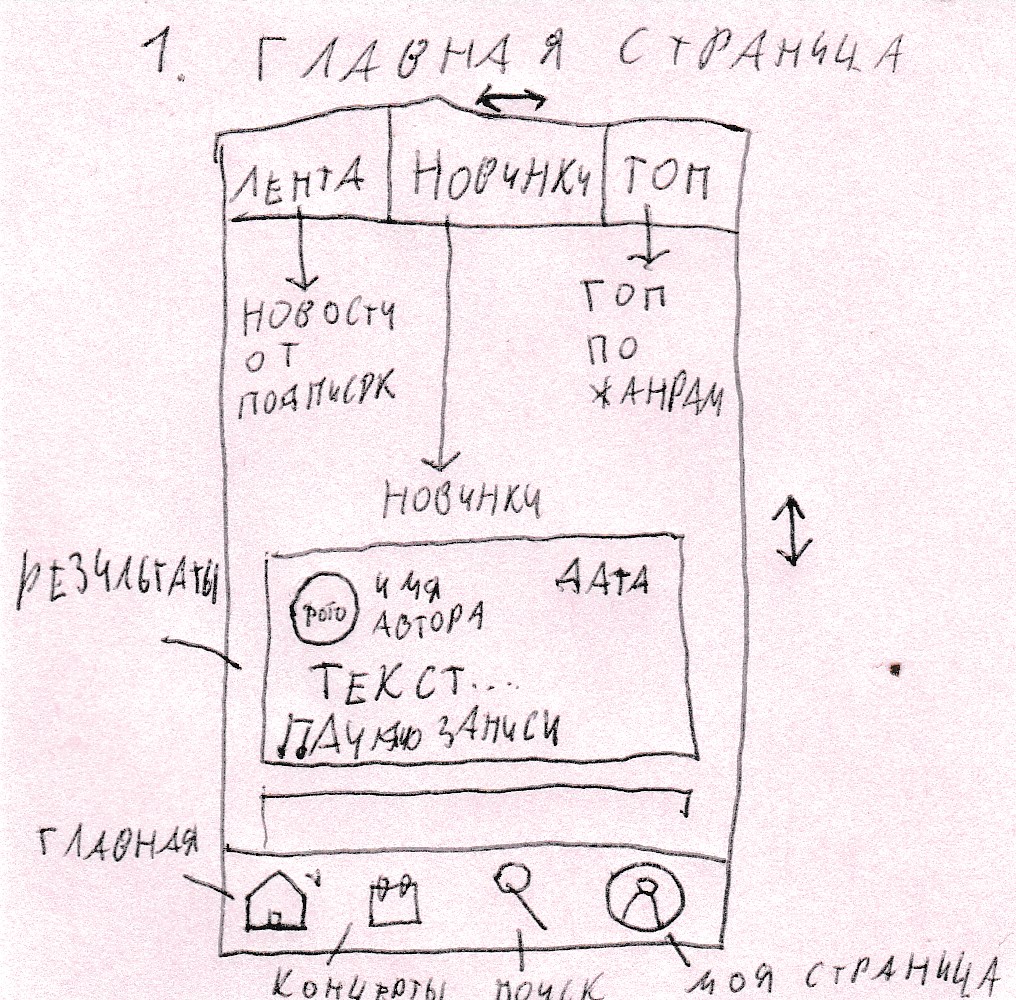 1. ГЛАВНАЯ СТРАНИЦА
ЛЕНТА НОВИНКИ ТОП
НОВОСТИ
ОТ
ПОДПИСОК
ТОП
ПО
ЖАНРАМ
НОВИНКИ
РЕЗУЛЬТАТЫ
ФОТО
ИМЯ
АВТОРА
ДАТА
ТЕКСТ...
ЗАПИСИ
ГЛАВНАЯ
КОНЦЕРТЫ ПОИСК МОЯ СТРАНИЦА